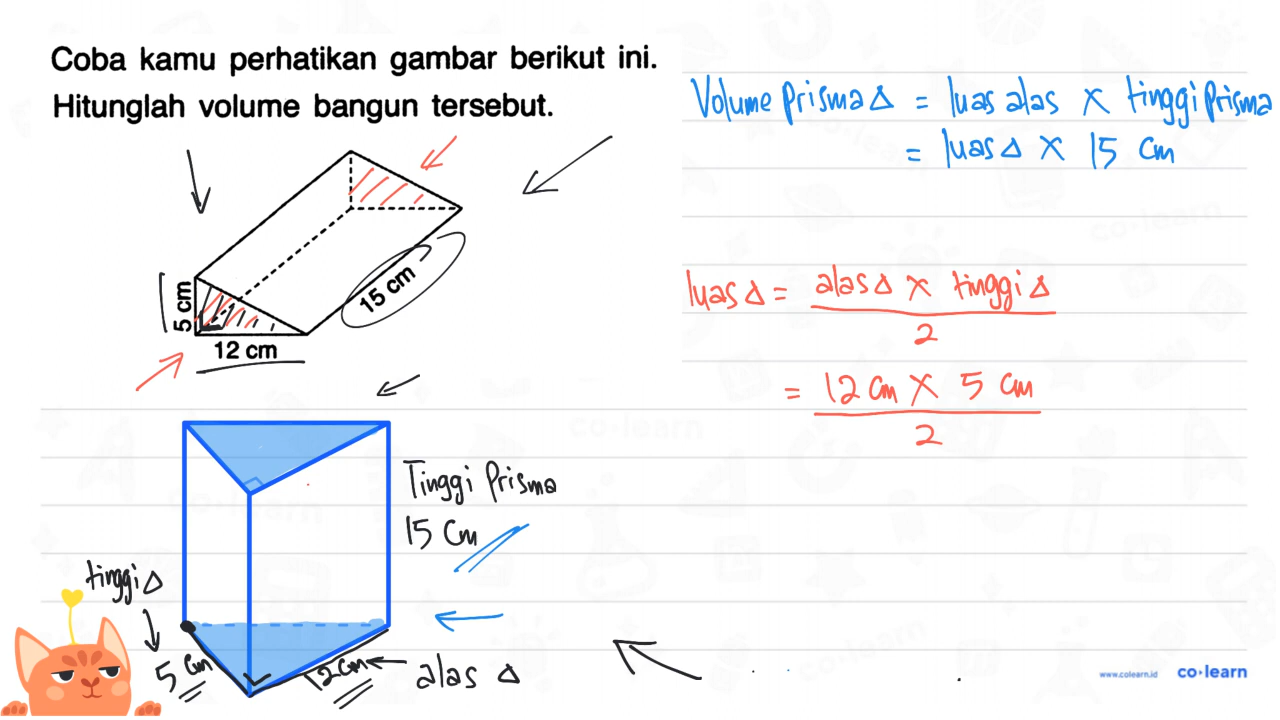 Coba kamu perhatikan gambar berikut ini.
Hitunglah volume bangun tersebut.
5 cm
12 cm
15 cm
Volume Prisma Δ = luas alas × tinggi Prisma
= luas Δ × 15 cm
luas Δ = alas Δ × tinggi Δ
2
= 12 cm × 5 cm
2
Tinggi Prisma
15 cm
tinggi Δ
5 cm
12 cm
alas Δ
co·learn
www.colearn.id
co·learn